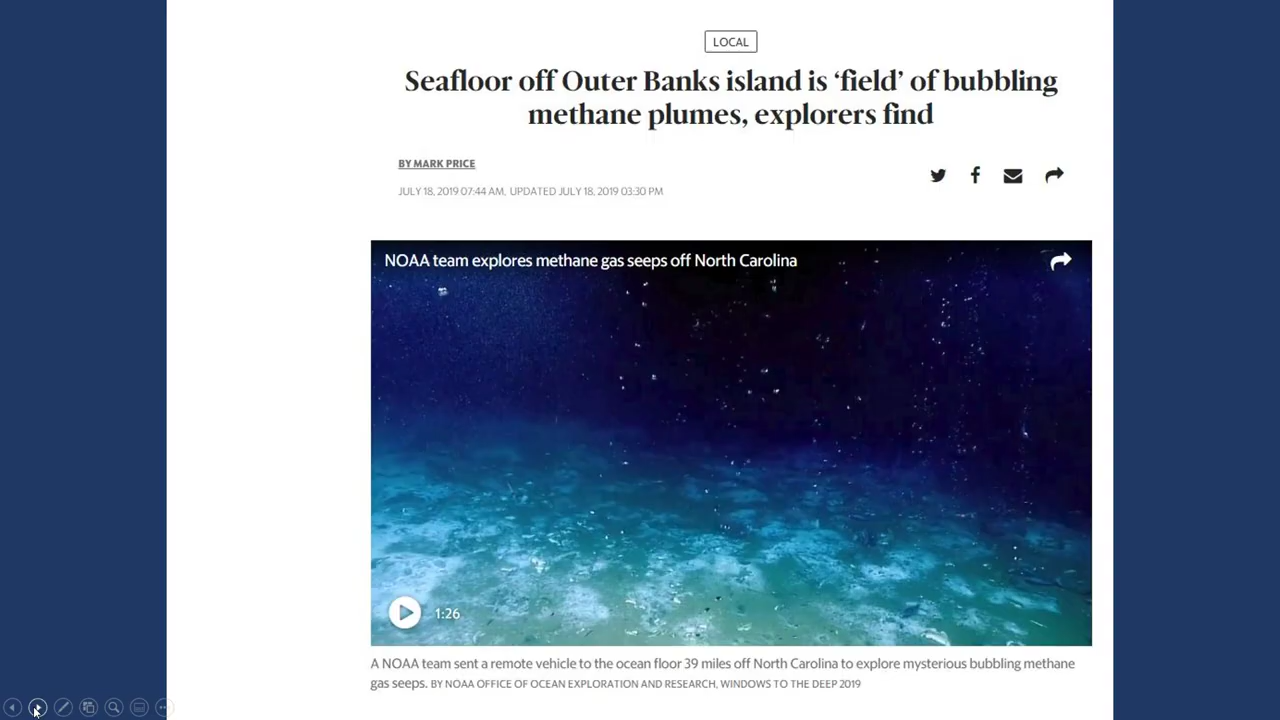 LOCAL
Seafloor off Outer Banks island is ‘field’ of bubbling
methane plumes, explorers find
BY MARK PRICE
JULY 18, 2019 07:44 AM, UPDATED JULY 18, 2019 03:30 PM
NOAA team explores methane gas seeps off North Carolina
1:26
A NOAA team sent a remote vehicle to the ocean floor 39 miles off North Carolina to explore mysterious bubbling methane
gas seeps. BY NOAA OFFICE OF OCEAN EXPLORATION AND RESEARCH, WINDOWS TO THE DEEP 2019